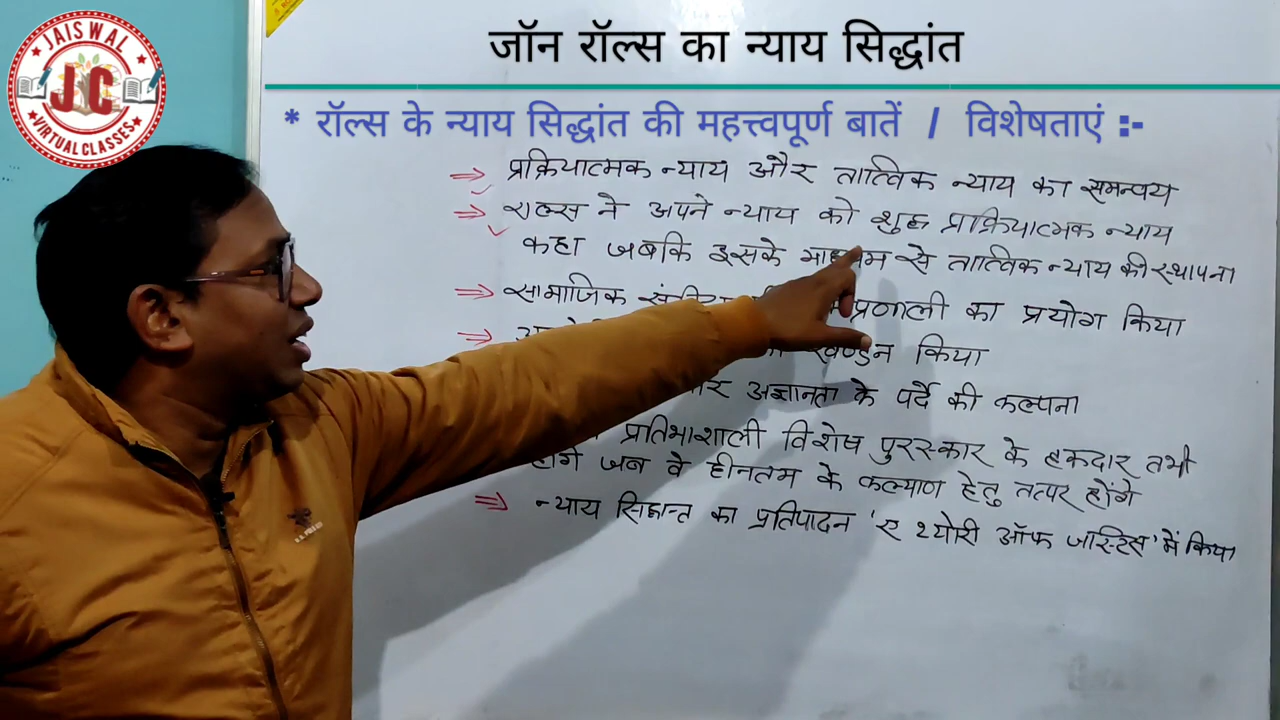 JAISWAL
JC
VIRTUAL CLASSES
जॉन रॉल्स का न्याय सिद्धांत
* रॉल्स के न्याय सिद्धांत की महत्त्वपूर्ण बातें / विशेषताएं :-
⇒ प्रक्रियात्मक न्याय और तात्विक न्याय का समन्वय
⇒ राल्स ने अपने न्याय को शुद्ध प्राक्रियात्मक न्याय
कहा जबकि इसके माध्यम से तात्विक न्याय की स्थापना
⇒ सामाजिक प्रणाली का प्रयोग किया
⇒ खण्डन किया
अज्ञानता के पर्दे की कल्पना
प्रतिभाशाली विशेष पुरस्कार के हकदार तभी
होंगे जब वे हीनतम के कल्याण हेतु तत्पर होंगे
⇒ न्याय सिद्धान्त का प्रतिपादन 'ए थ्योरी ऑफ जस्टिस' में किया